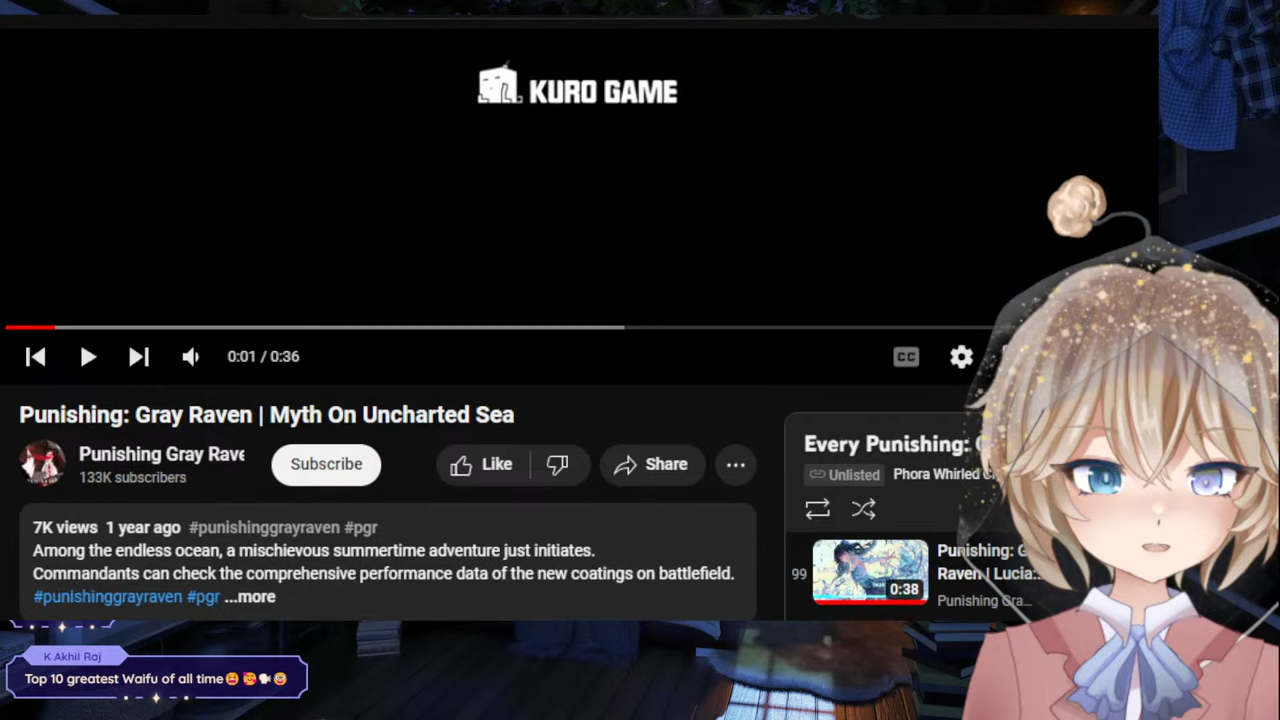 KURO GAME
0:01 / 0:36
CC
Punishing: Gray Raven | Myth On Uncharted Sea
Punishing Gray Rave
133K subscribers
Subscribe
Like
Share
7K views 1 year ago #punishinggrayraven #pgr
Among the endless ocean, a mischievous summertime adventure just initiates.
Commandants can check the comprehensive performance data of the new coatings on battlefield.
#punishinggrayraven #pgr ...more
Every Punishing:
Unlisted Phora Whirled
99
0:38
Punishing: G
Raven | Lucia:..
Punishing Gra...
K Akhil Raj
Top 10 greatest Waifu of all time😫🥰🗣🤡